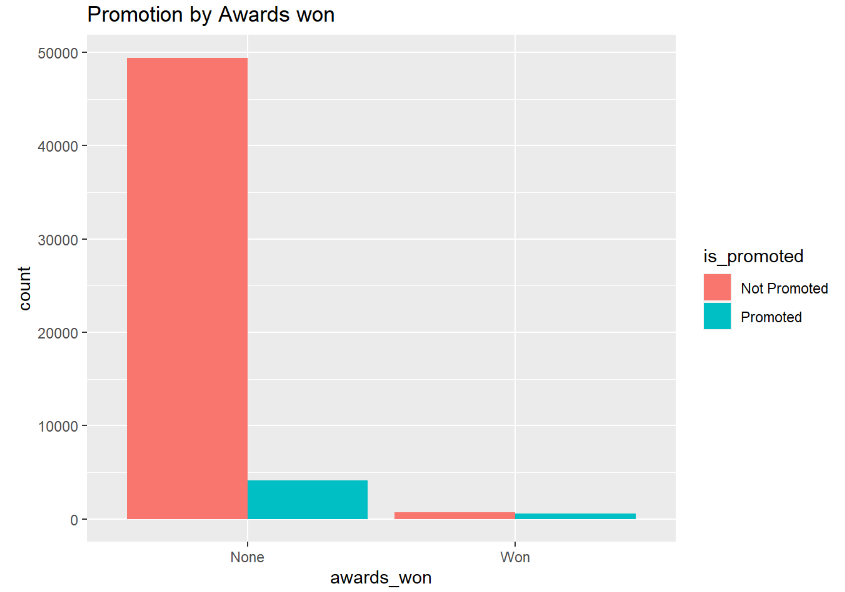 Promotion by Awards won
50000
40000
30000
20000
10000
0
count
None
Won
awards_won
is_promoted
Not Promoted
Promoted